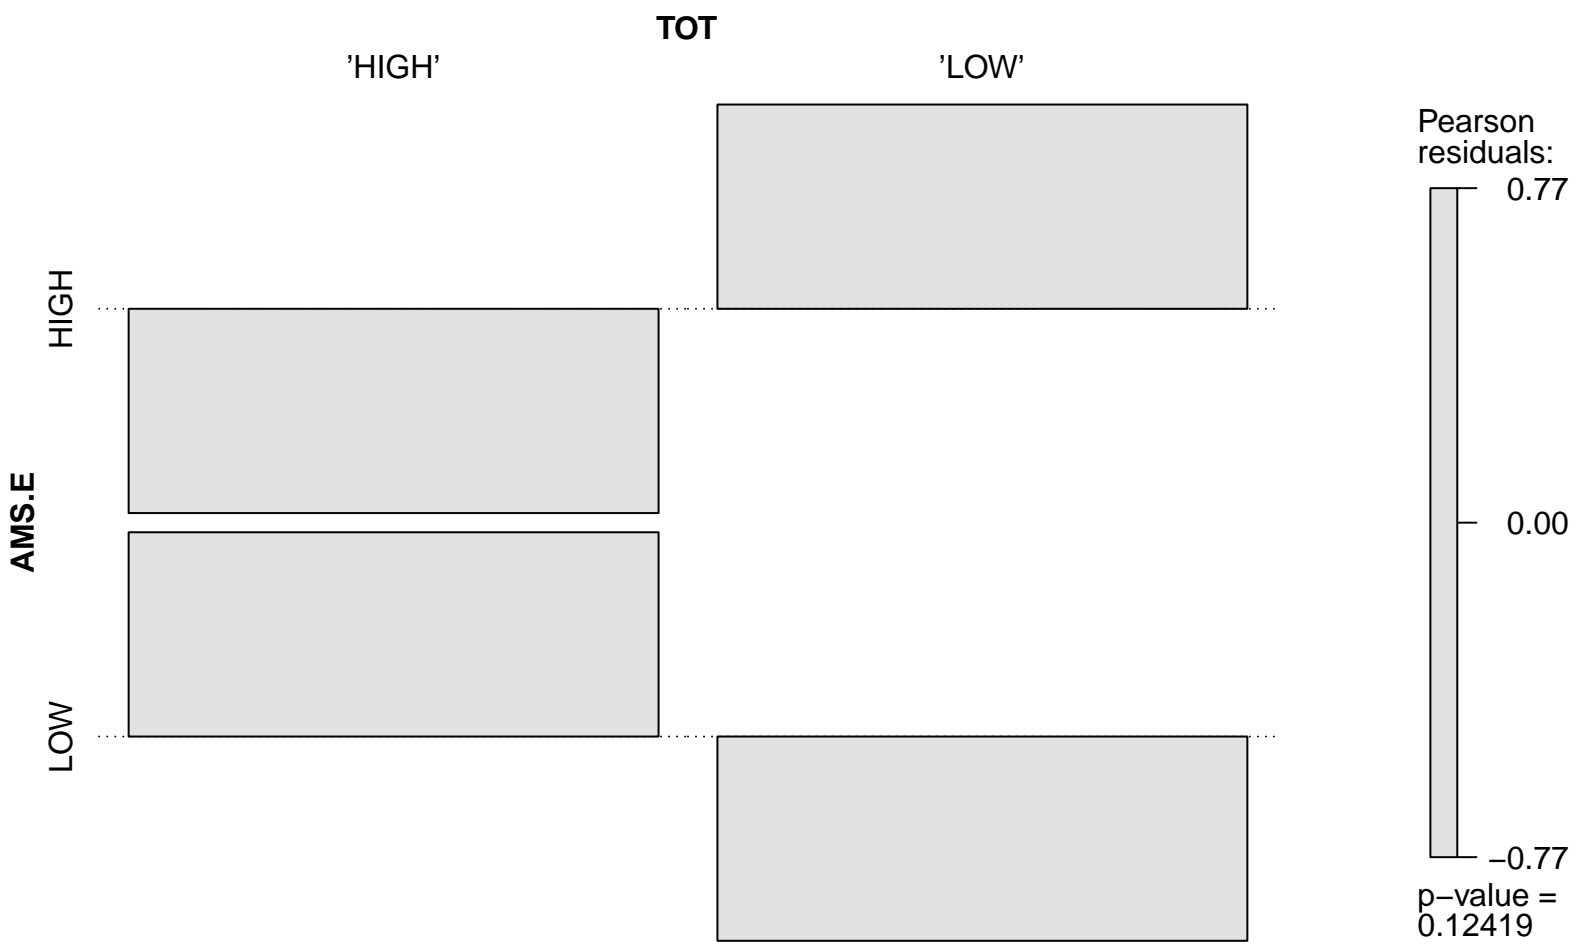 TOT
’HIGH’
’LOW’
AMS.E
HIGH
LOW
Pearson
residuals:
0.77
0.00
−0.77
p−value =
0.12419